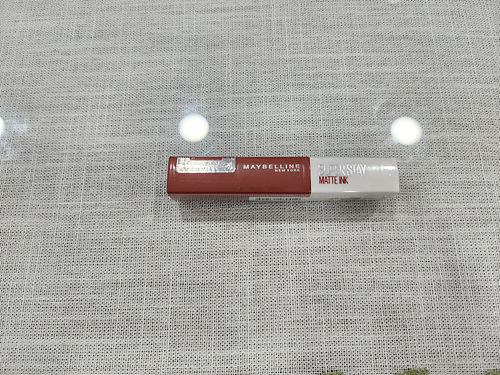 MAYBELLINE
NEW YORK
SUPERSTAY
MATTE INK